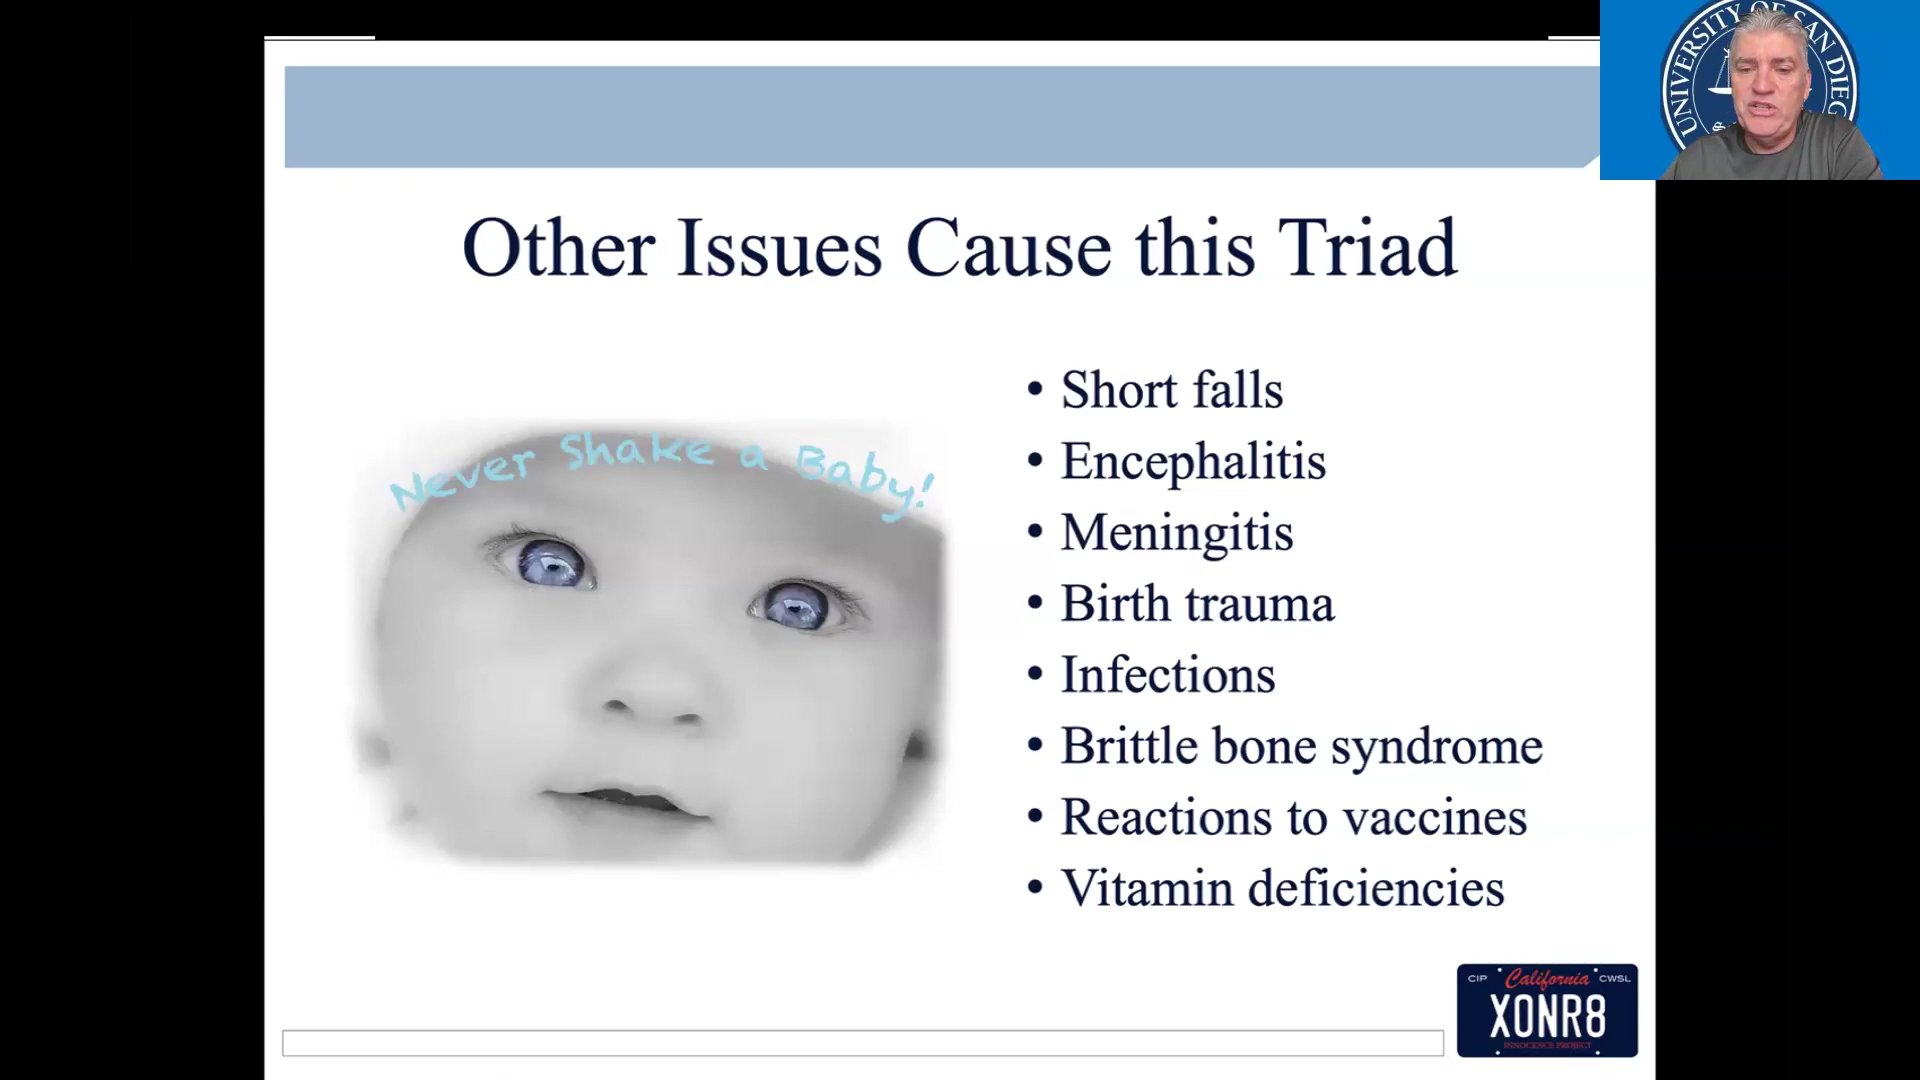 UNIVERSITY OF SAN DIEG
Other Issues Cause this Triad
Never Shake a Baby!
• Short falls
• Encephalitis
• Meningitis
• Birth trauma
• Infections
• Brittle bone syndrome
• Reactions to vaccines
• Vitamin deficiencies
CIP California CWSL
XONR8
INNOCENCE PROJECT